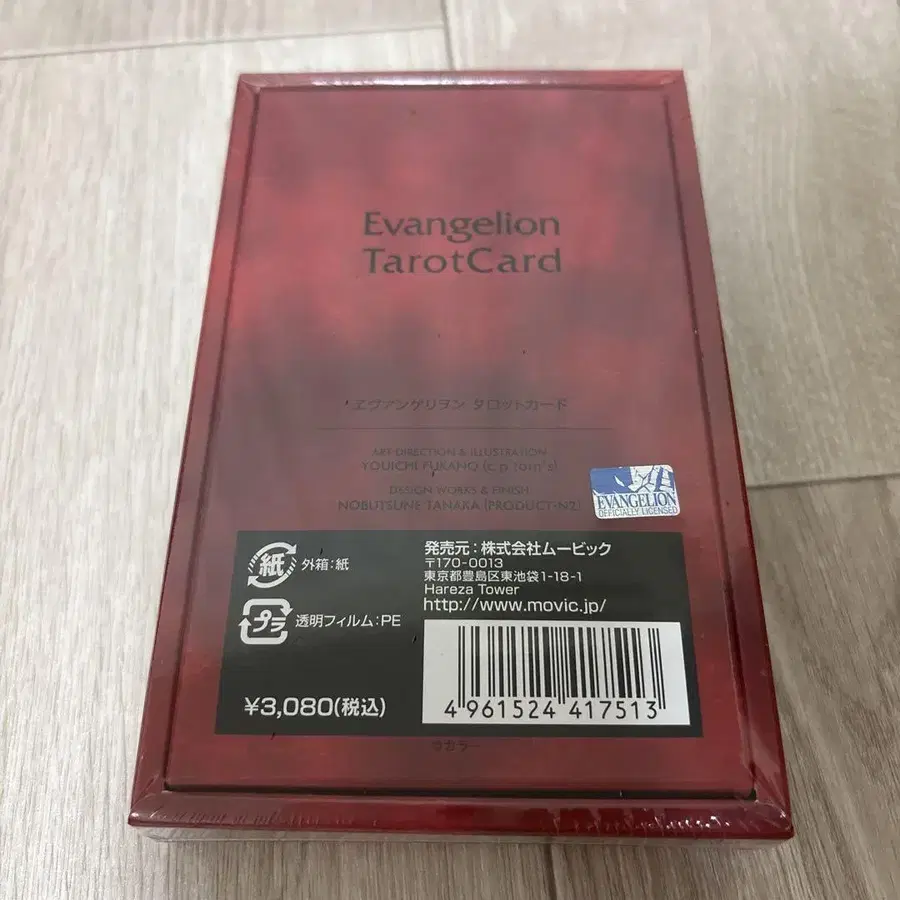 Evangelion
TarotCard
ヱヴァンゲリヲン タロットカード
ART DIRECTION & ILLUSTRATION
YOUICHI FUKANO
DESIGN WORKS & FINISH
NOBUTSUNE TANAKA (PRODUCT-N2)
EVANGELION
OFFICIALLY LICENSED
紙
外箱:紙
プラ
透明フィルム:PE
¥3,080(税込)
発売元:株式会社ムービック
〒170-0013
東京都豊島区東池袋1-18-1
Hareza Tower
http://www.movic.jp/
4 961524 417513